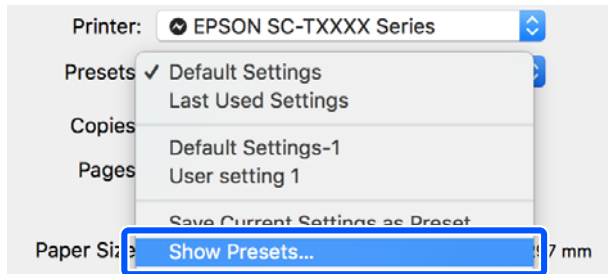 Printer: EPSON SC-TXXXX Series
Presets ✓ Default Settings
Last Used Settings
Copies
Default Settings-1
Pages
User setting 1
Save Current Settings as Preset
Paper Size
Show Presets...
7 mm